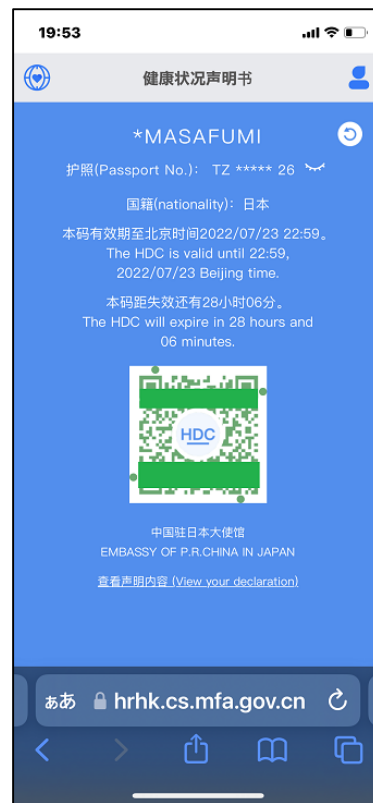 19:53
健康状况声明书
*MASAFUMI
护照(Passport No.)： TZ ***** 26
国籍(nationality)：日本
本码有效期至北京时间2022/07/23 22:59。
The HDC is valid until 22:59,
2022/07/23 Beijing time.
本码距失效还有28小时06分。
The HDC will expire in 28 hours and
06 minutes.
HDC
中国驻日本大使馆
EMBASSY OF P.R.CHINA IN JAPAN
查看声明内容 (View your declaration)
ぁあ hrhk.cs.mfa.gov.cn